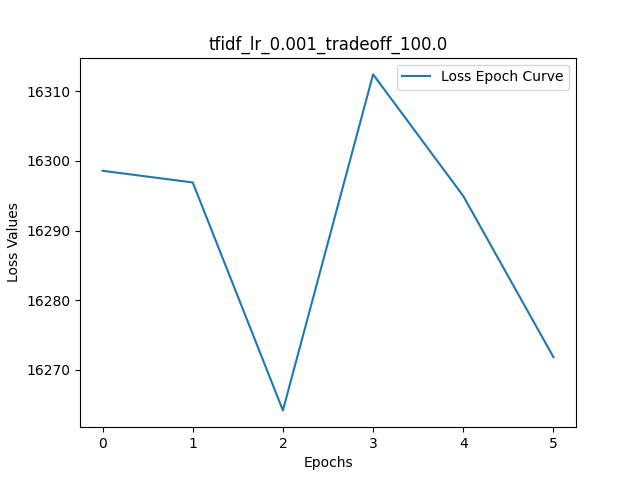 tfidf_lr_0.001_tradeoff_100.0
Loss Epoch Curve
16310
16300
16290
16280
16270
Loss Values
0 1 2 3 4 5
Epochs